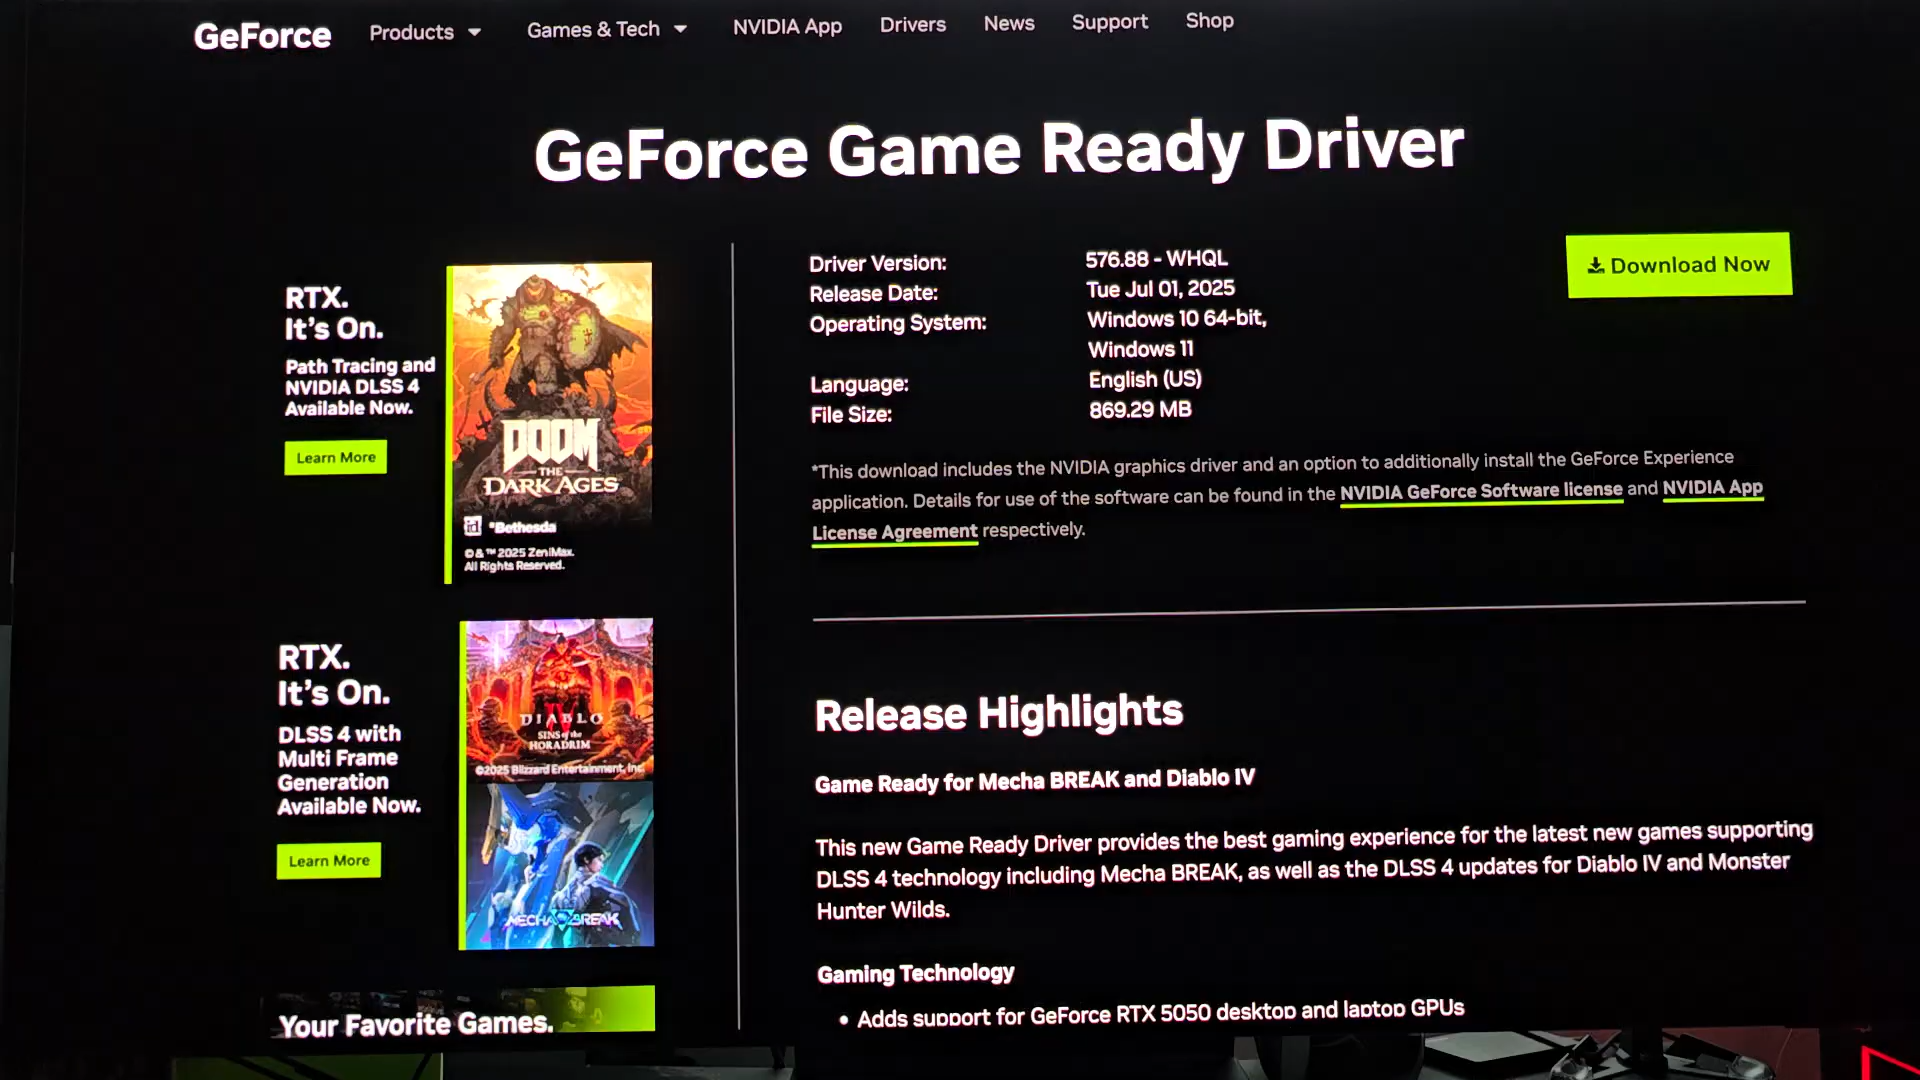 GeForce
Products
Games & Tech
NVIDIA App
Drivers
News
Support
Shop
GeForce Game Ready Driver
RTX.
It's On.
Path Tracing and
NVIDIA DLSS 4
Available Now.
Learn More
DOOM
THE
DARK AGES
id *Bethesda
© & ™ 2025 ZeniMax.
All Rights Reserved.
RTX.
It's On.
DLSS 4 with
Multi Frame
Generation
Available Now.
Learn More
DIABLO
SINS of the
HORADRIM
©2025 Blizzard Entertainment, Inc.
MECHA BREAK
Your Favorite Games.
Driver Version: 576.88 - WHQL
Release Date: Tue Jul 01, 2025
Operating System: Windows 10 64-bit,
Windows 11
Language: English (US)
File Size: 869.29 MB
Download Now
*This download includes the NVIDIA graphics driver and an option to additionally install the GeForce Experience
application. Details for use of the software can be found in the NVIDIA GeForce Software license and NVIDIA App
License Agreement respectively.
Release Highlights
Game Ready for Mecha BREAK and Diablo IV
This new Game Ready Driver provides the best gaming experience for the latest new games supporting
DLSS 4 technology including Mecha BREAK, as well as the DLSS 4 updates for Diablo IV and Monster
Hunter Wilds.
Gaming Technology
• Adds support for GeForce RTX 5050 desktop and laptop GPUs